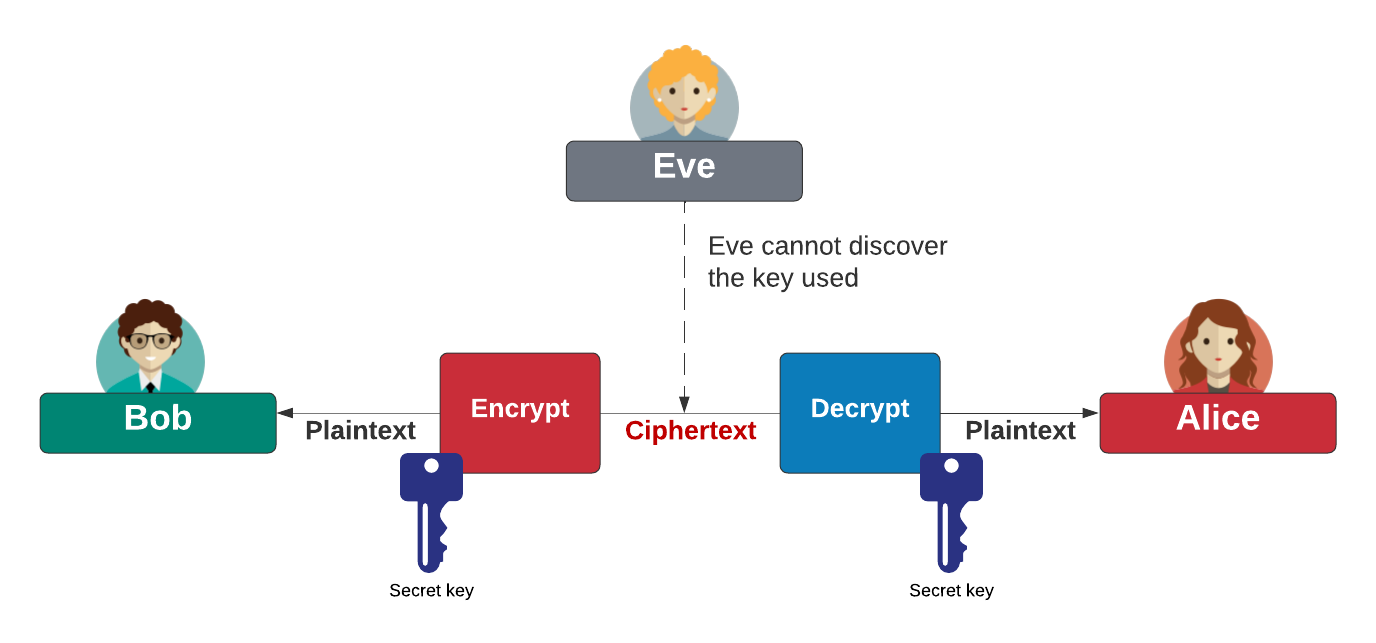 Eve
Eve cannot discover
the key used
Bob
Plaintext
Encrypt
Ciphertext
Decrypt
Plaintext
Alice
Secret key
Secret key